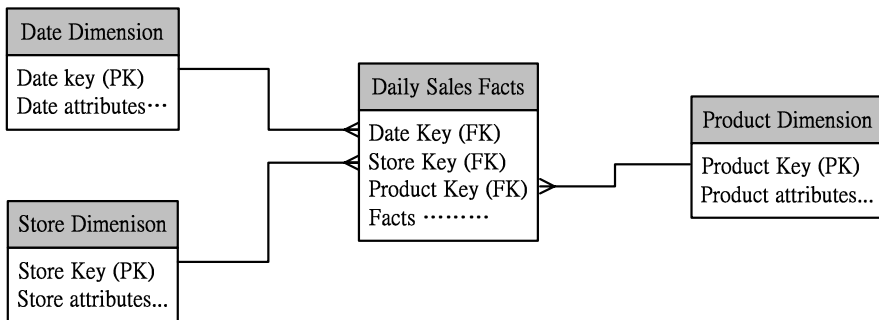 Date Dimension
Date key (PK)
Date attributes···
Store Dimenison
Store Key (PK)
Store attributes...
Daily Sales Facts
Date Key (FK)
Store Key (FK)
Product Key (FK)
Facts ·········
Product Dimension
Product Key (PK)
Product attributes...